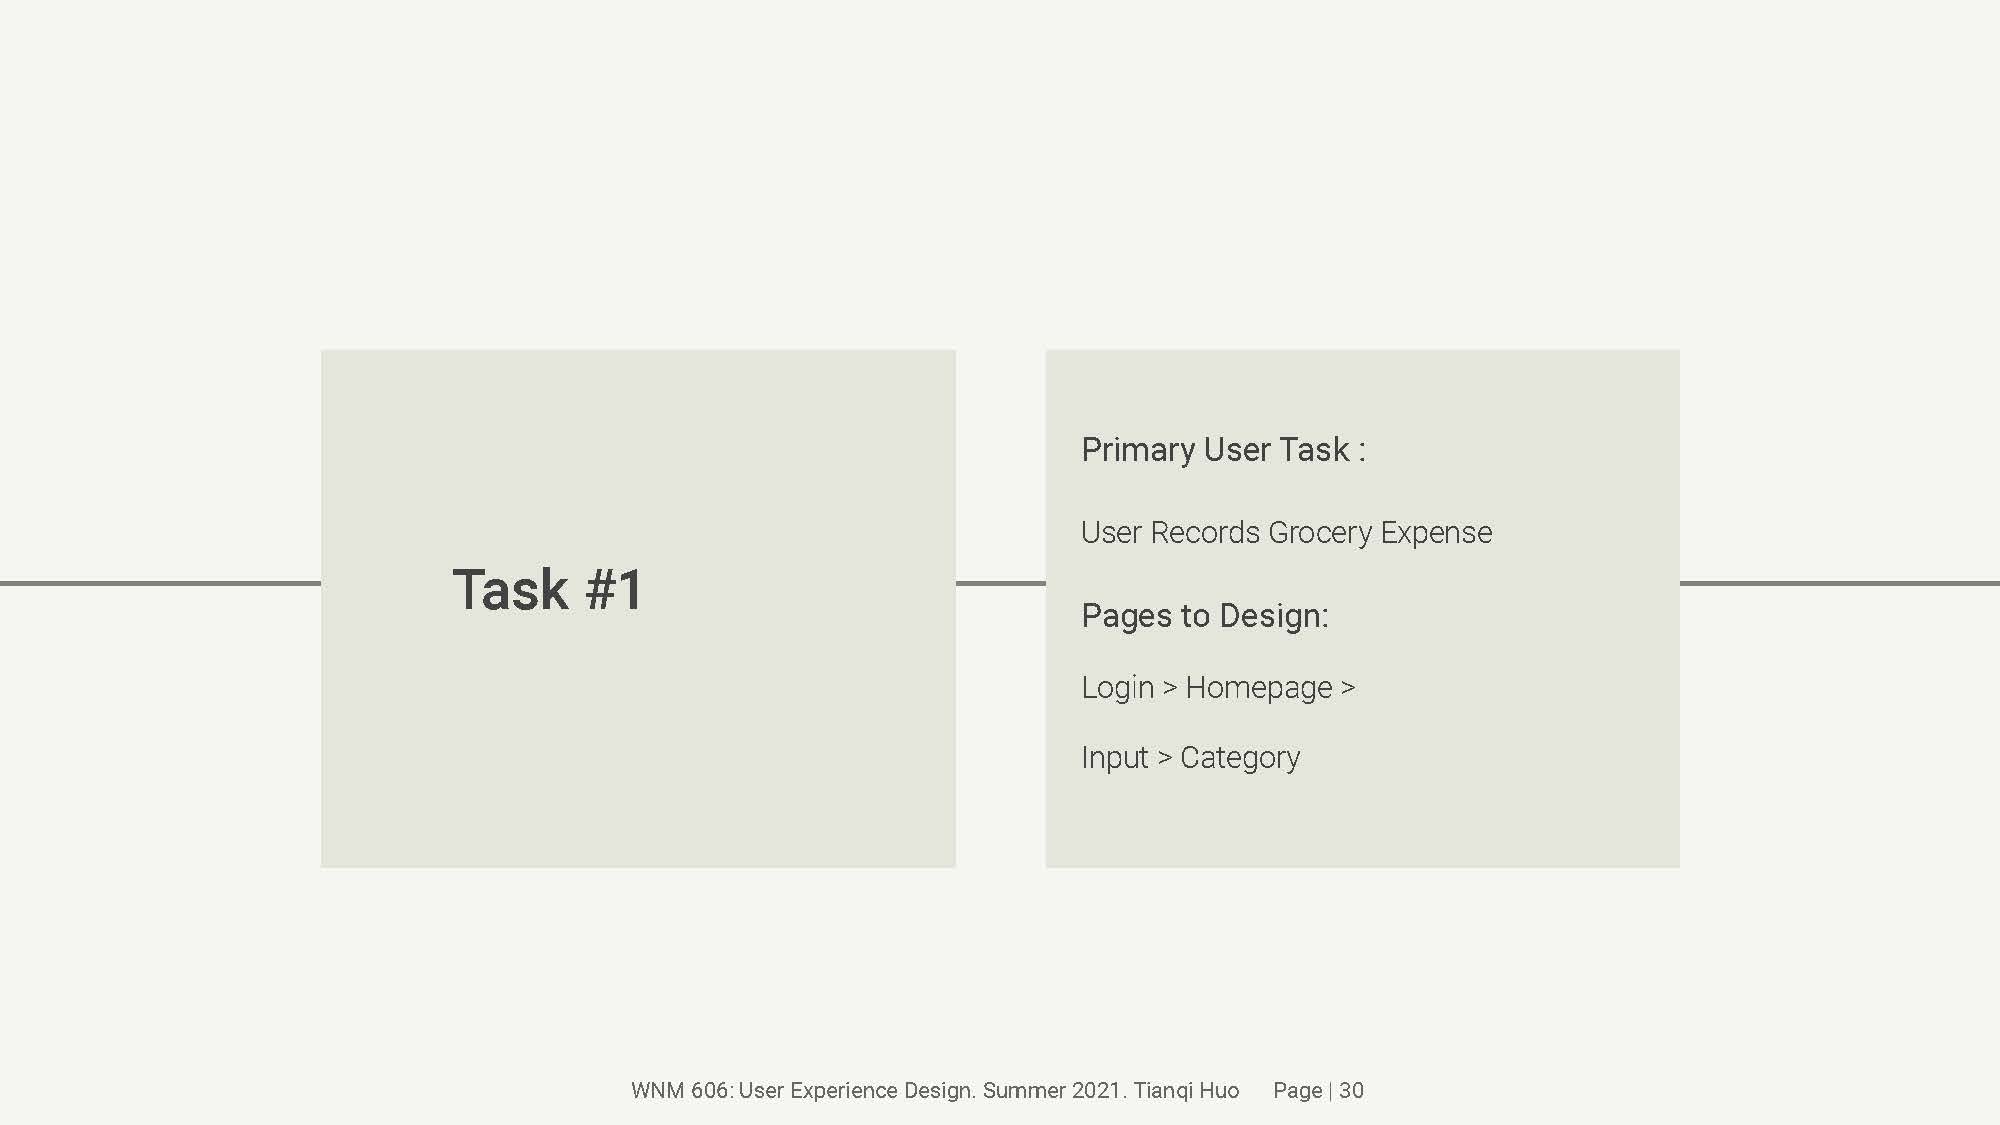 Task #1
Primary User Task :
User Records Grocery Expense
Pages to Design:
Login > Homepage >
Input > Category
WNM 606: User Experience Design. Summer 2021. Tianqi Huo Page | 30